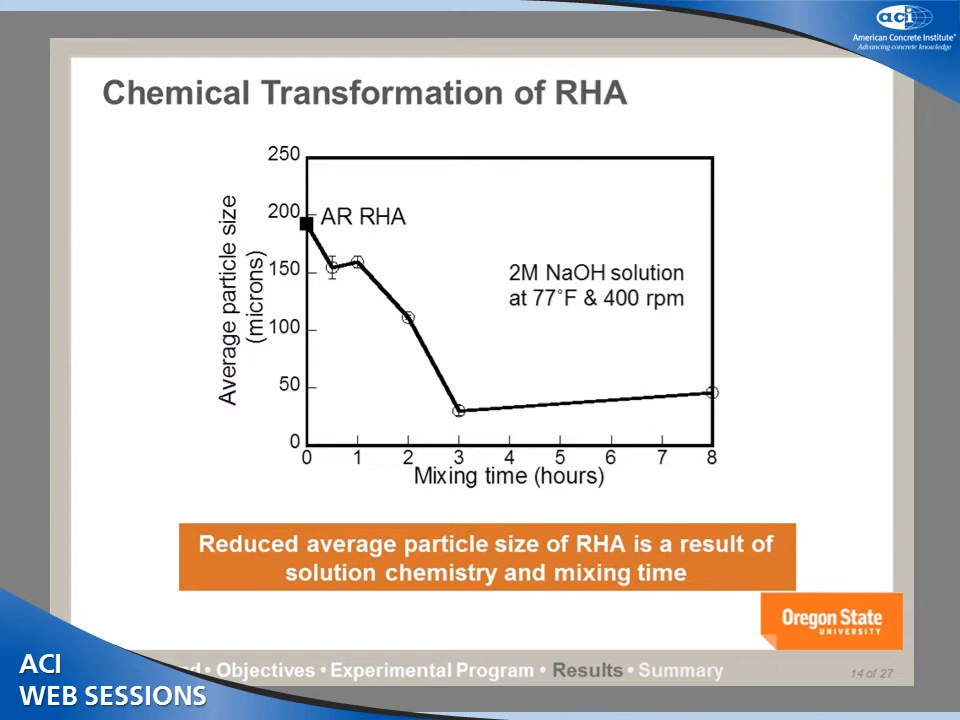 aci
American Concrete Institute®
Advancing concrete knowledge
Chemical Transformation of RHA
250
200
150
100
50
0
Average particle size
(microns)
AR RHA
2M NaOH solution
at 77°F & 400 rpm
0 1 2 3 4 5 6 7 8
Mixing time (hours)
Reduced average particle size of RHA is a result of
solution chemistry and mixing time
Oregon State
UNIVERSITY
• Objectives • Experimental Program • Results • Summary
14 of 27
ACI
WEB SESSIONS